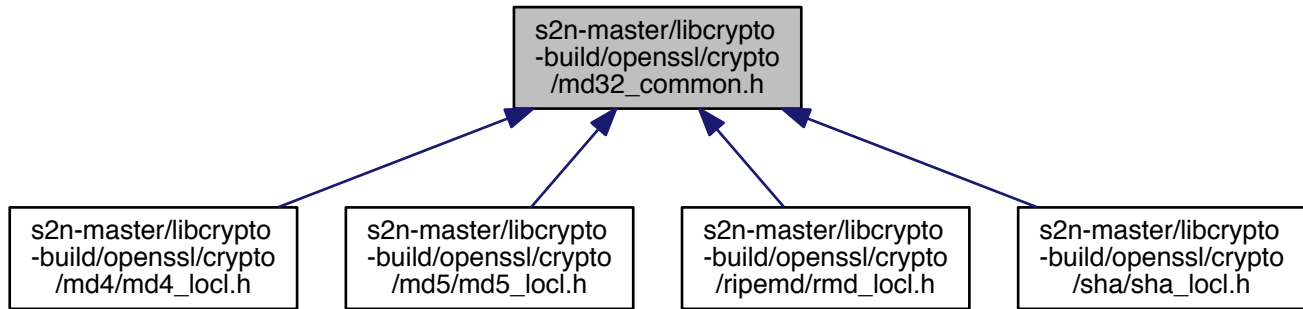 s2n-master/libcrypto
-build/openssl/crypto
/md32_common.h
s2n-master/libcrypto
-build/openssl/crypto
/md4/md4_locl.h
s2n-master/libcrypto
-build/openssl/crypto
/md5/md5_locl.h
s2n-master/libcrypto
-build/openssl/crypto
/ripemd/rmd_locl.h
s2n-master/libcrypto
-build/openssl/crypto
/sha/sha_locl.h